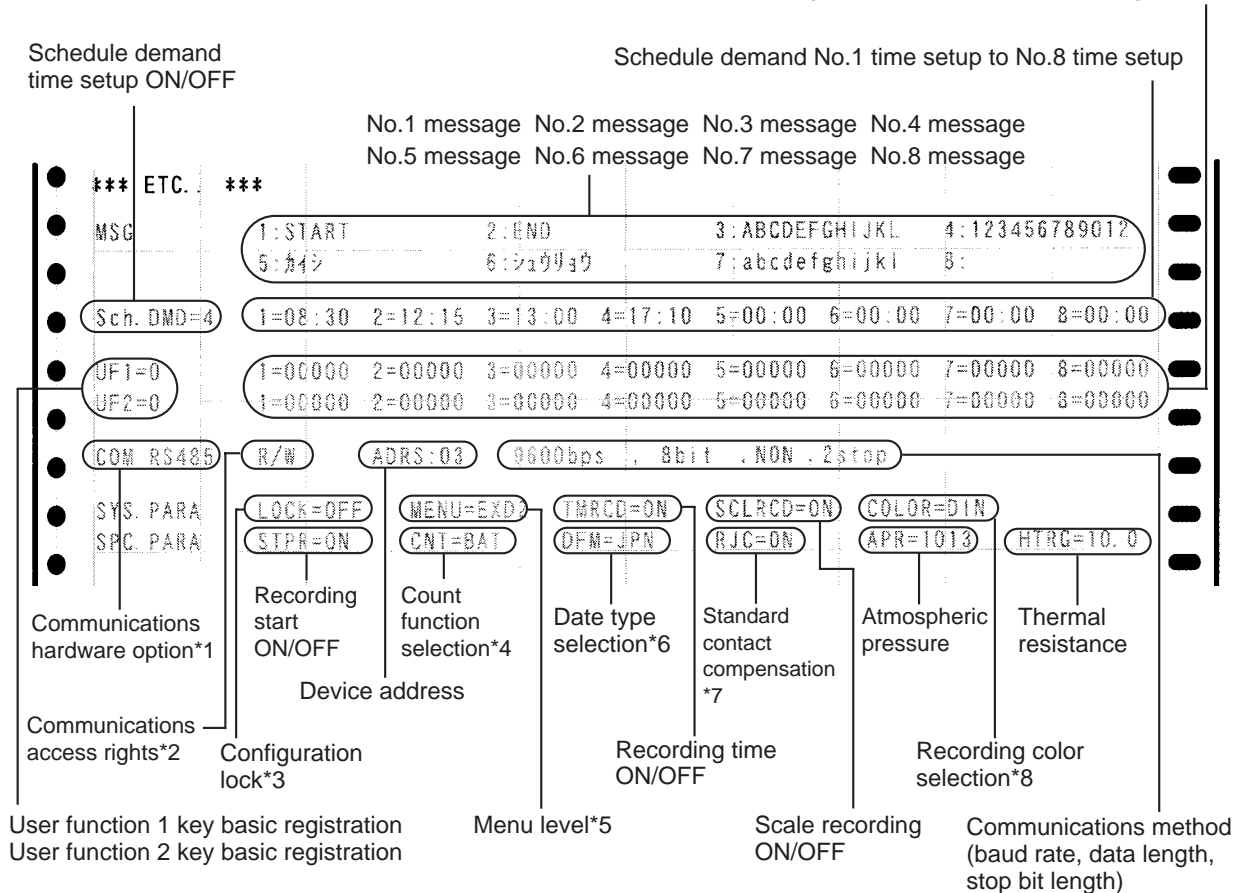 Schedule demand
time setup ON/OFF
Schedule demand No.1 time setup to No.8 time setup
No.1 message No.2 message No.3 message No.4 message
No.5 message No.6 message No.7 message No.8 message
*** ETC. ***
MSG 1:START 2:END 3:ABCDEFGHIJKL 4:123456789012
5:カイシ 6:シュウリョウ 7:abcdefghijkl 8:
Sch. DMD=4 1=08:30 2=12:15 3=13:00 4=17:10 5=00:00 6=00:00 7=00:00 8=00:00
UF1=0 1=00000 2=00000 3=00000 4=00000 5=00000 6=00000 7=00000 8=00000
UF2=0 1=00000 2=00000 3=00000 4=00000 5=00000 6=00000 7=00000 8=00000
COM RS485 R/W ADRS:03 9600bps , 8bit , NON , 2stop
SYS. PARA LOCK=OFF MENU=EXD2 TMRCD=ON SCLRCD=ON COLOR=DIN
SPC. PARA STPR=ON CNT=BAT DFM=JPN RJC=ON APR=1013 HTRG=10.0
Communications
hardware option*1
Recording
start
ON/OFF
Count
function
selection*4
Date type
selection*6
Standard
contact
compensation
*7
Atmospheric
pressure
Thermal
resistance
Device address
Communications
access rights*2
Configuration
lock*3
Recording time
ON/OFF
Recording color
selection*8
User function 1 key basic registration
User function 2 key basic registration
Menu level*5
Scale recording
ON/OFF
Communications method
(baud rate, data length,
stop bit length)